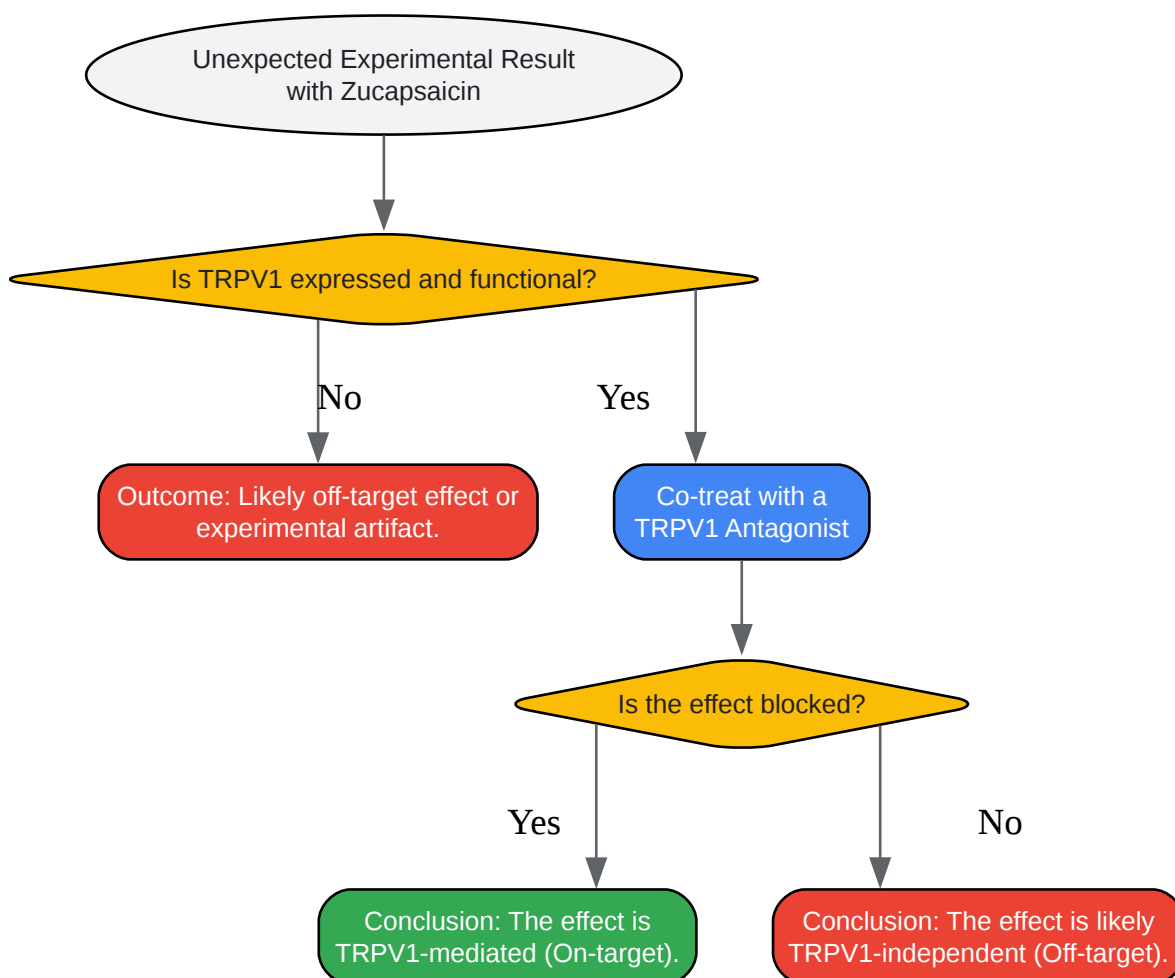 Unexpected Experimental Result
with Zucapsaicin
Is TRPV1 expressed and functional?
No
Yes
Outcome: Likely off-target effect or
experimental artifact.
Co-treat with a
TRPV1 Antagonist
Is the effect blocked?
Yes
No
Conclusion: The effect is
TRPV1-mediated (On-target).
Conclusion: The effect is likely
TRPV1-independent (Off-target).